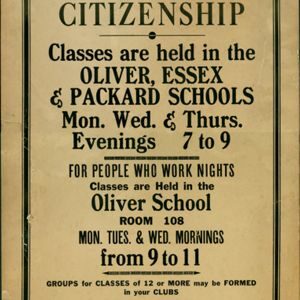 CITIZENSHIP
Classes are held in the
OLIVER, ESSEX
& PACKARD SCHOOLS
Mon. Wed. & Thurs.
Evenings 7 to 9
FOR PEOPLE WHO WORK NIGHTS
Classes are Held in the
Oliver School
ROOM 108
MON. TUES. & WED. MORNINGS
from 9 to 11
GROUPS for CLASSES of 12 or MORE may be FORMED
in your CLUBS